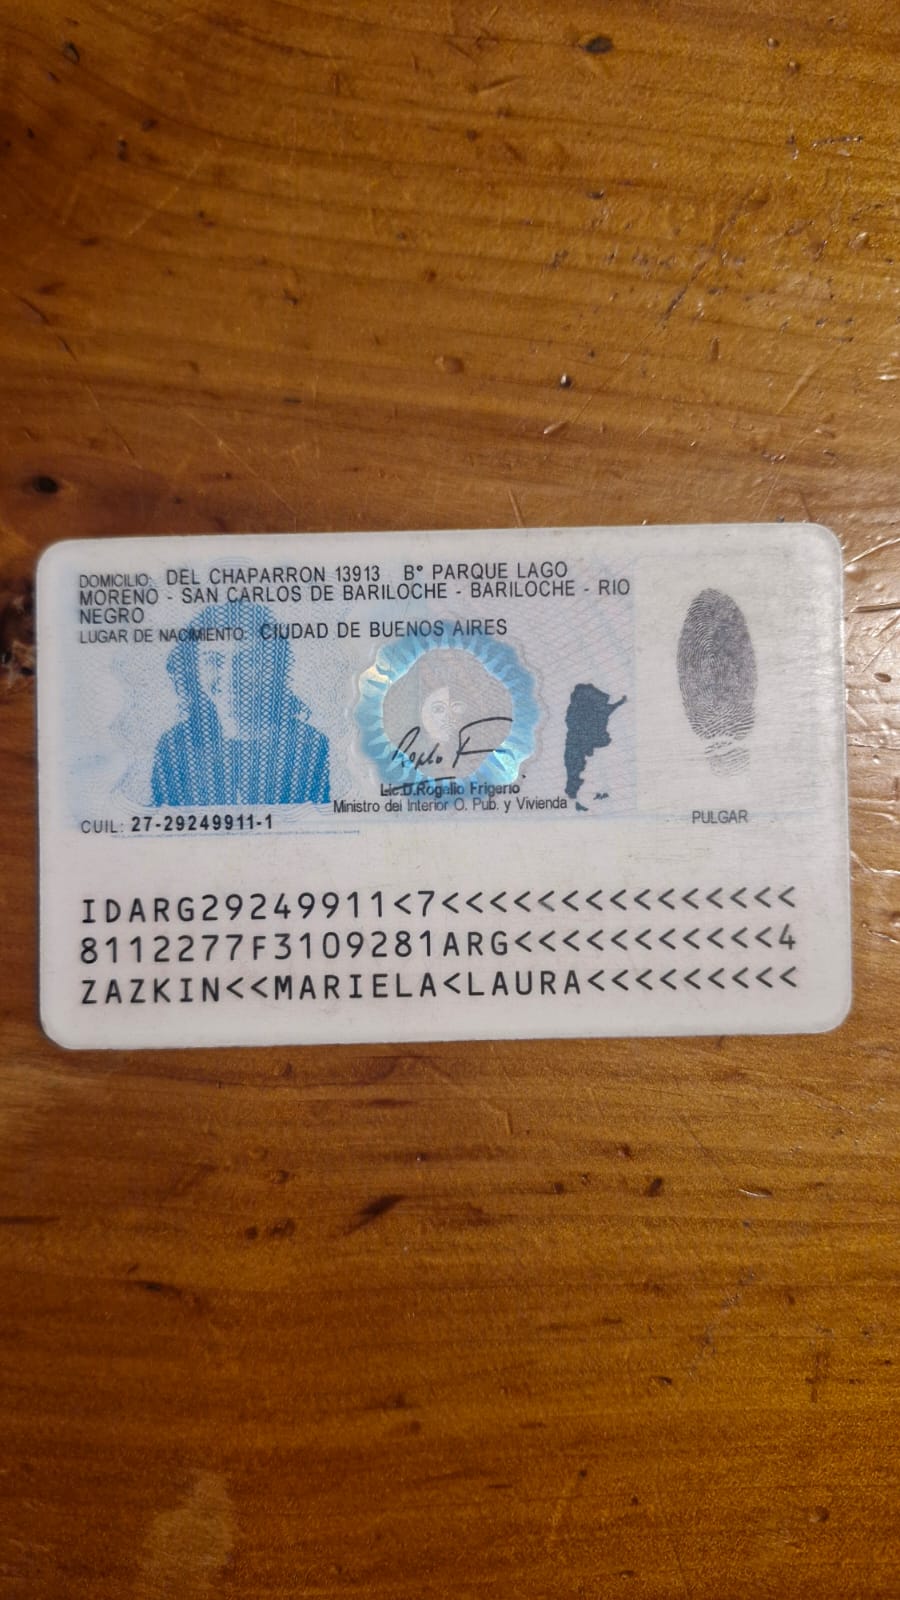 DOMICILIO: DEL CHAPARRON 13913 B° PARQUE LAGO
MORENO - SAN CARLOS DE BARILOCHE - BARILOCHE - RIO
NEGRO
LUGAR DE NACIMIENTO: CIUDAD DE BUENOS AIRES
Lic.D.Rogelio Frigerio
Ministro del Interior O. Pub. y Vivienda
CUIL: 27-29249911-1
PULGAR
IDARG29249911<7<<<<<<<<<<<<<<<
8112277F3109281ARG<<<<<<<<<<<4
ZAZKIN<<MARIELA<LAURA<<<<<<<<<